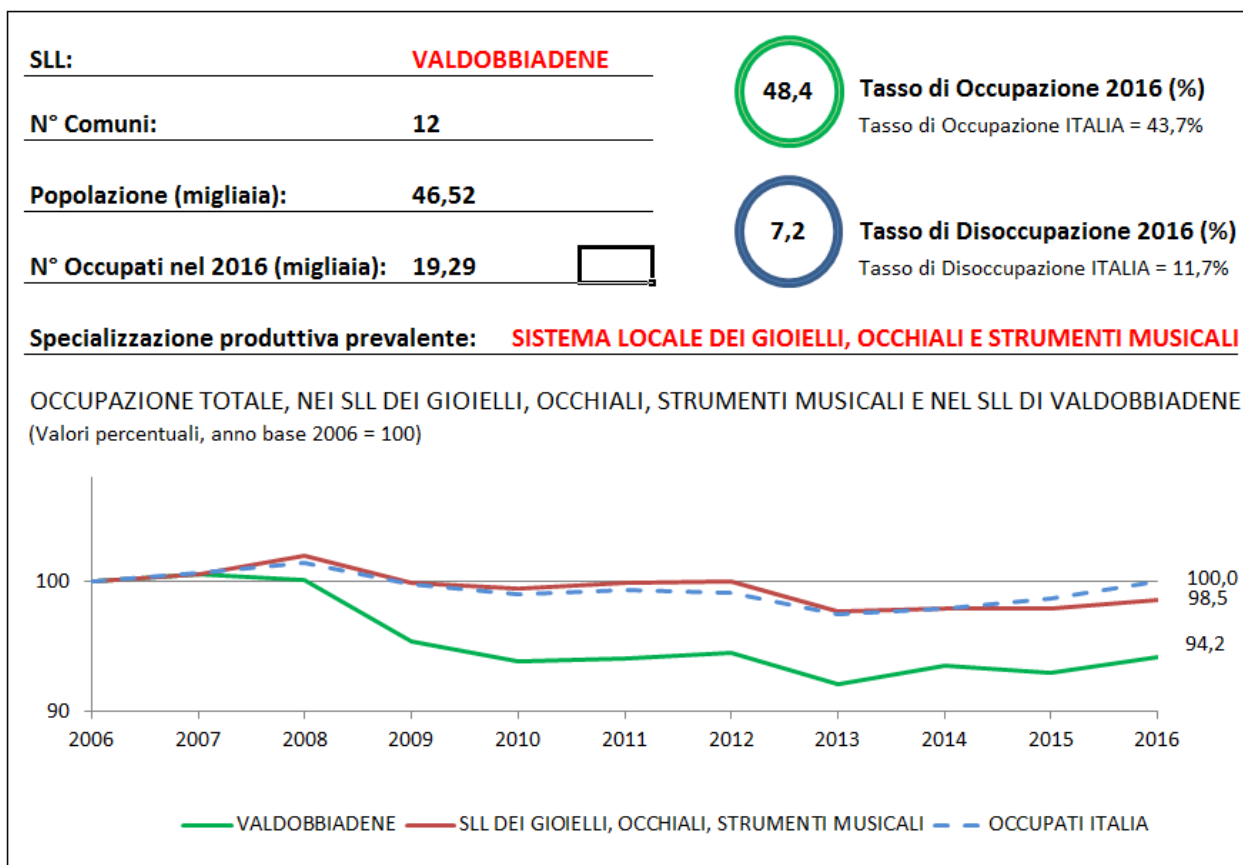 SLL: VALDOBBIADENE
N° Comuni: 12
Popolazione (migliaia): 46,52
N° Occupati nel 2016 (migliaia): 19,29
48,4 Tasso di Occupazione 2016 (%)
Tasso di Occupazione ITALIA = 43,7%
7,2 Tasso di Disoccupazione 2016 (%)
Tasso di Disoccupazione ITALIA = 11,7%
Specializzazione produttiva prevalente: SISTEMA LOCALE DEI GIOIELLI, OCCHIALI E STRUMENTI MUSICALI
OCCUPAZIONE TOTALE, NEI SLL DEI GIOIELLI, OCCHIALI, STRUMENTI MUSICALI E NEL SLL DI VALDOBBIADENE
(Valori percentuali, anno base 2006 = 100)
100
90
100,0
98,5
94,2
2006 2007 2008 2009 2010 2011 2012 2013 2014 2015 2016
VALDOBBIADENE SLL DEI GIOIELLI, OCCHIALI, STRUMENTI MUSICALI OCCUPATI ITALIA